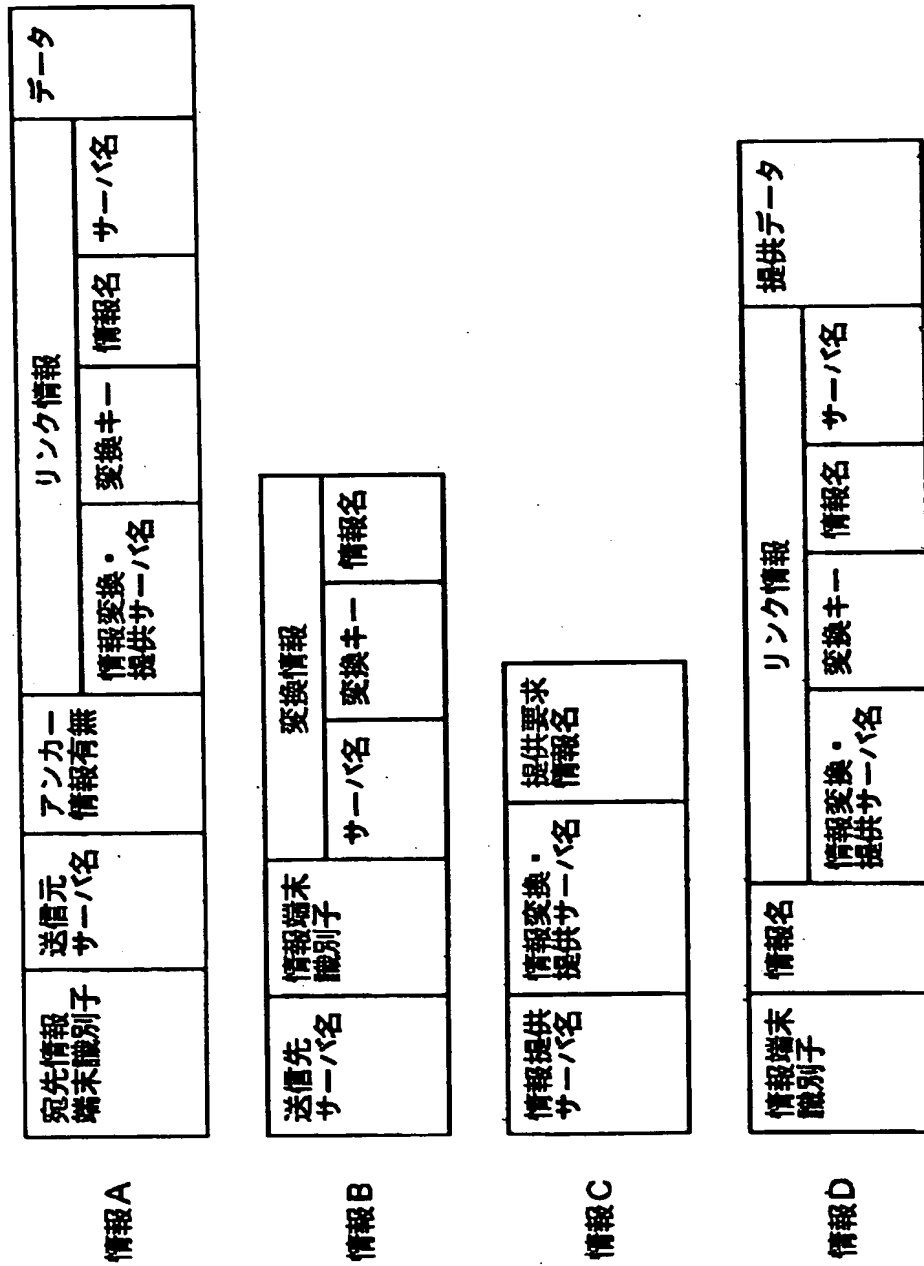 情報A
宛先情報
端末識別子
送信元
サーバ名
アンカー
情報有無
リンク情報
情報変換・
提供サーバ名
変換キー
情報名
サーバ名
データ
情報B
送信先
サーバ名
情報端末
識別子
変換情報
サーバ名
変換キー
情報名
情報C
情報提供
サーバ名
情報変換・
提供サーバ名
提供要求
情報名
情報D
情報端末
識別子
情報名
リンク情報
情報変換・
提供サーバ名
変換キー
情報名
サーバ名
提供データ